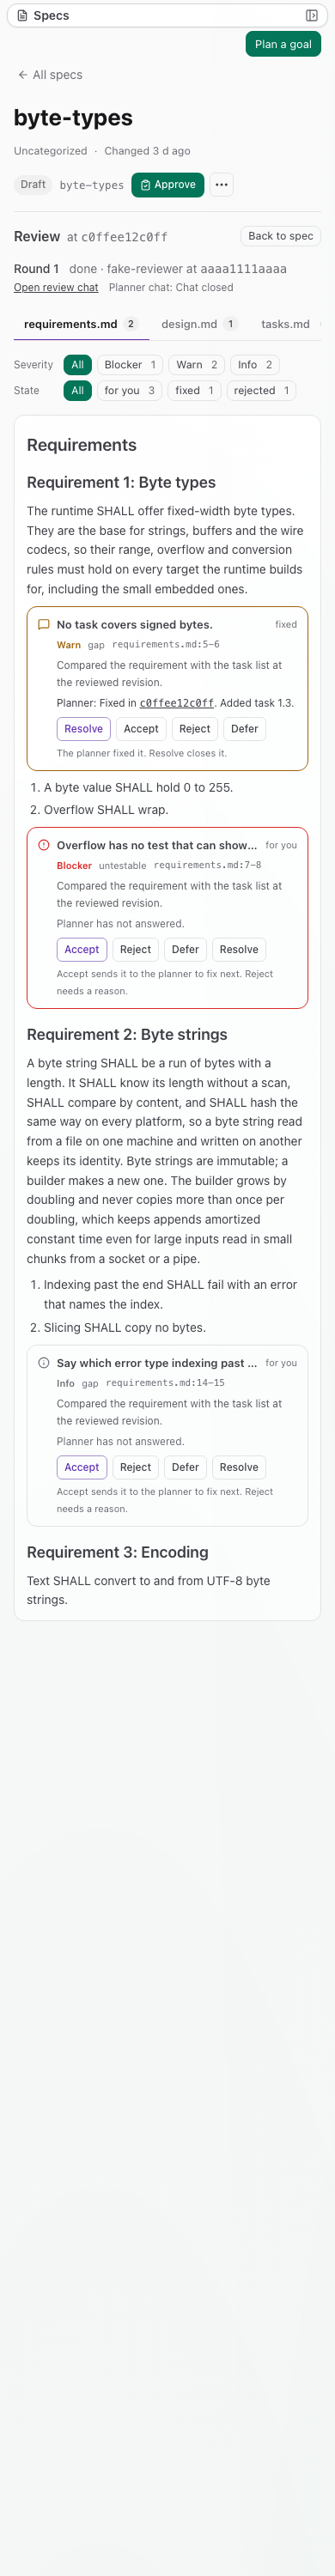 Specs
Plan a goal
All specs
byte-types
Uncategorized · Changed 3 d ago
Draft byte-types Approve
Review at c0ffee12c0ff Back to spec
Round 1 done · fake-reviewer at aaaa1111aaaa
Open review chat Planner chat: Chat closed
requirements.md 2 design.md 1 tasks.md
Severity All Blocker 1 Warn 2 Info 2
State All for you 3 fixed 1 rejected 1
Requirements
Requirement 1: Byte types
The runtime SHALL offer fixed-width byte types.
They are the base for strings, buffers and the wire
codecs, so their range, overflow and conversion
rules must hold on every target the runtime builds
for, including the small embedded ones.
No task covers signed bytes. fixed
Warn gap requirements.md:5-6
Compared the requirement with the task list at
the reviewed revision.
Planner: Fixed in c0ffee12c0ff. Added task 1.3.
Resolve Accept Reject Defer
The planner fixed it. Resolve closes it.
1. A byte value SHALL hold 0 to 255.
2. Overflow SHALL wrap.
Overflow has no test that can show... for you
Blocker untestable requirements.md:7-8
Compared the requirement with the task list at
the reviewed revision.
Planner has not answered.
Accept Reject Defer Resolve
Accept sends it to the planner to fix next. Reject
needs a reason.
Requirement 2: Byte strings
A byte string SHALL be a run of bytes with a
length. It SHALL know its length without a scan,
SHALL compare by content, and SHALL hash the
same way on every platform, so a byte string read
from a file on one machine and written on another
keeps its identity. Byte strings are immutable; a
builder makes a new one. The builder grows by
doubling and never copies more than once per
doubling, which keeps appends amortized
constant time even for large inputs read in small
chunks from a socket or a pipe.
1. Indexing past the end SHALL fail with an error
that names the index.
2. Slicing SHALL copy no bytes.
Say which error type indexing past ... for you
Info gap requirements.md:14-15
Compared the requirement with the task list at
the reviewed revision.
Planner has not answered.
Accept Reject Defer Resolve
Accept sends it to the planner to fix next. Reject
needs a reason.
Requirement 3: Encoding
Text SHALL convert to and from UTF-8 byte
strings.